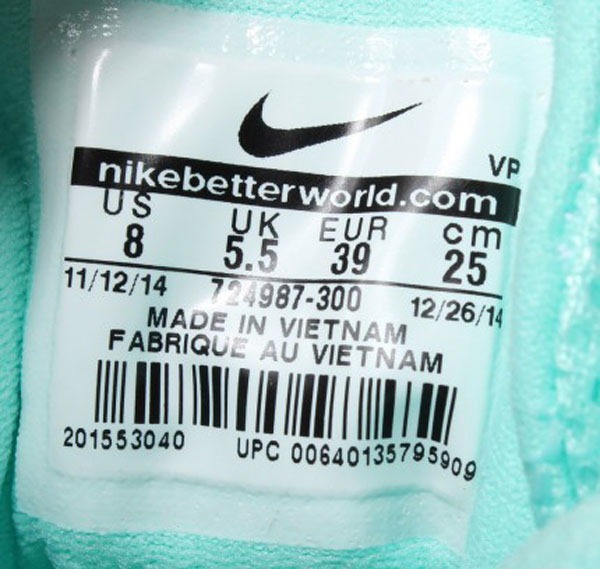 VP
nikebetterworld.com
US UK EUR cm
8 5.5 39 25
11/12/14 724987-300 12/26/14
MADE IN VIETNAM
FABRIQUE AU VIETNAM
201553040 UPC 00640135795909